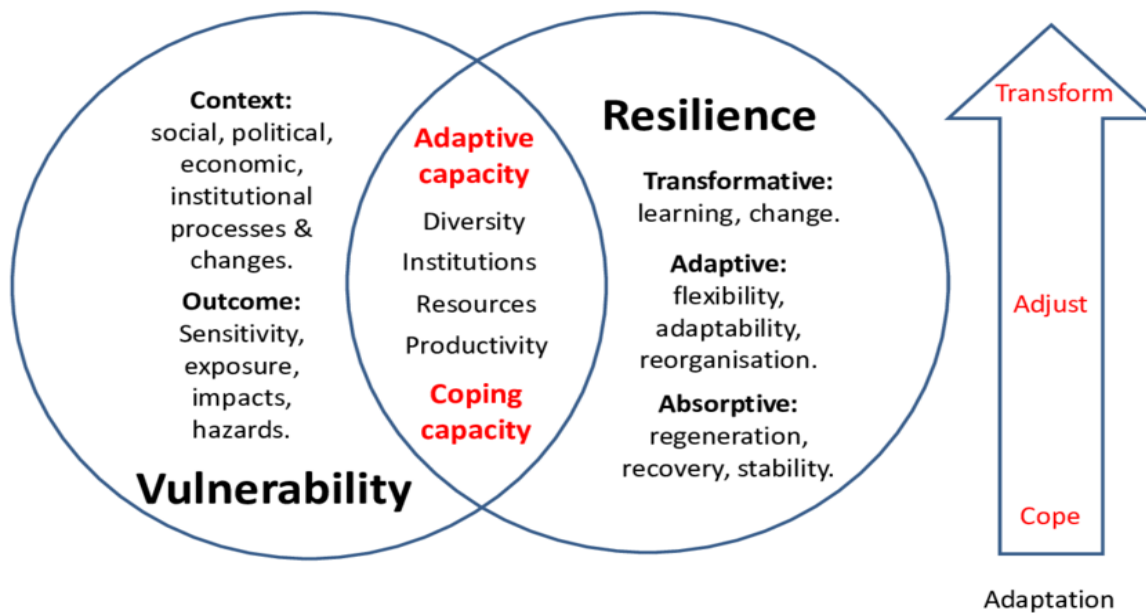 Context:
social, political,
economic,
institutional
processes &
changes.
Outcome:
Sensitivity,
exposure,
impacts,
hazards.
Vulnerability
Adaptive
capacity
Diversity
Institutions
Resources
Productivity
Coping
capacity
Resilience
Transformative:
learning, change.
Adaptive:
flexibility,
adaptability,
reorganisation.
Absorptive:
regeneration,
recovery, stability.
Transform
Adjust
Cope
Adaptation